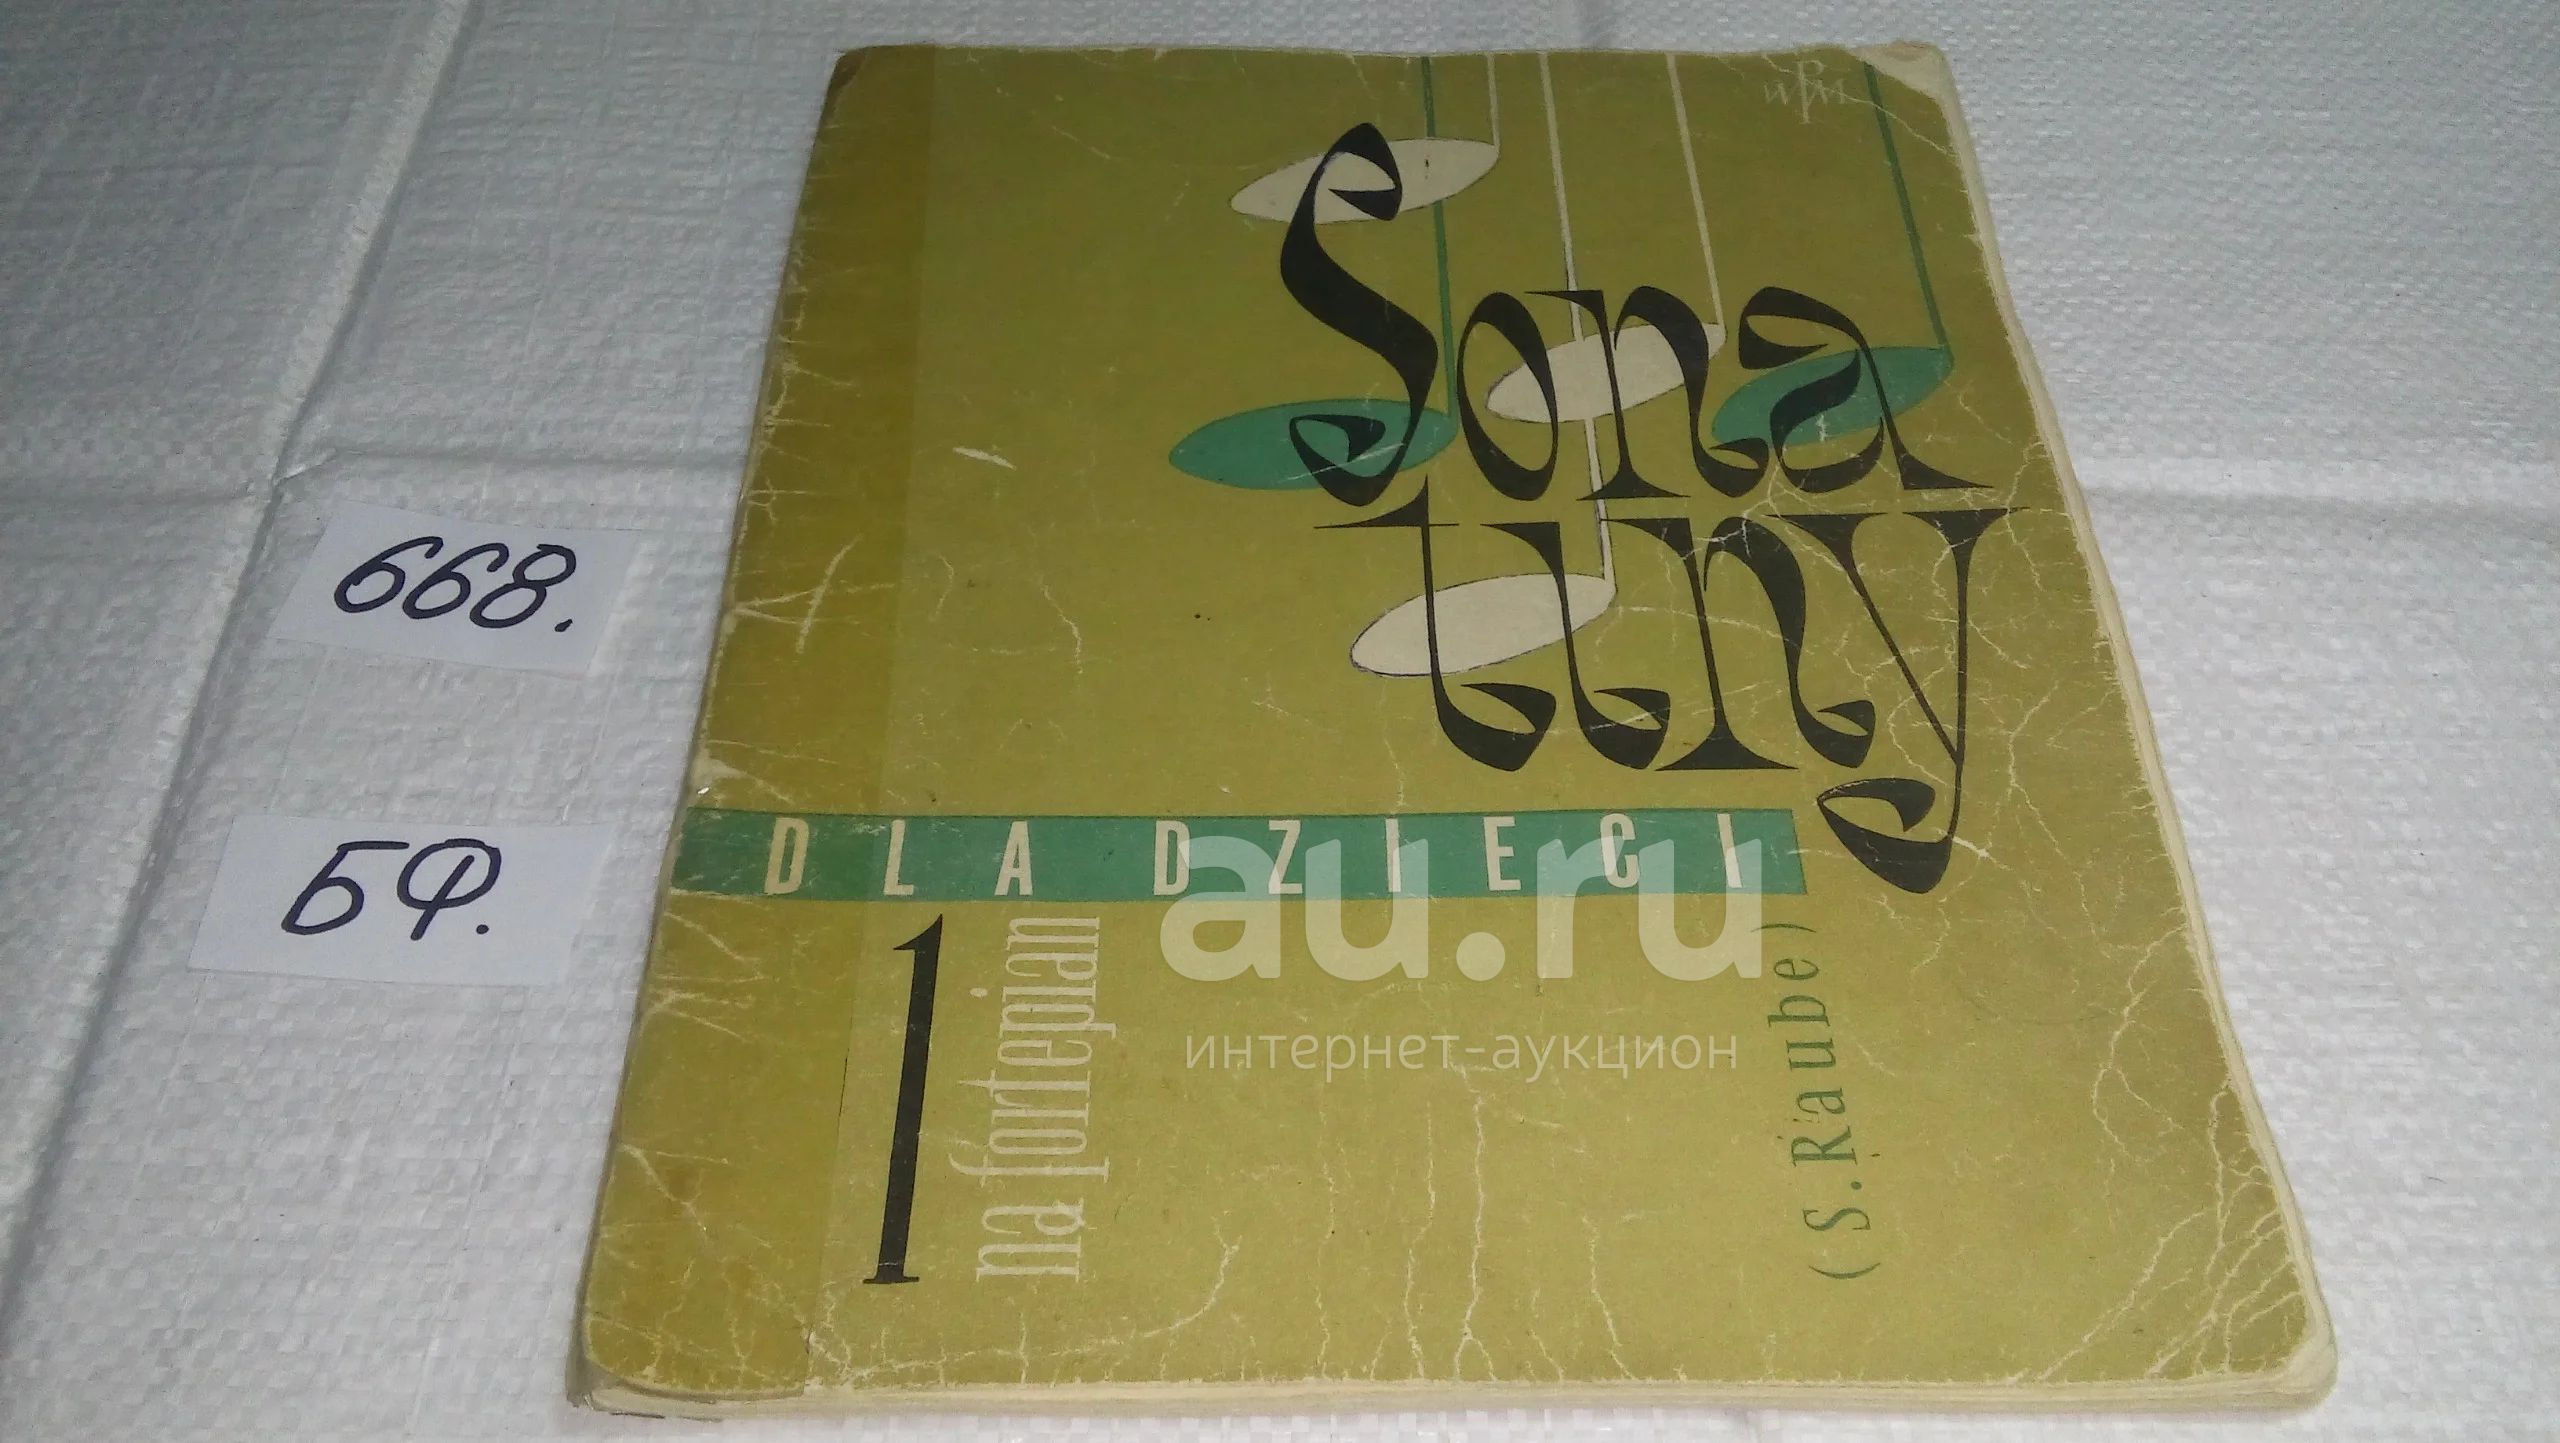 PWM
Sona
tiny
DLA DZIECI
1
na fortepian
(S. Raube)
668.
БФ.
au.ru
интернет-аукцион